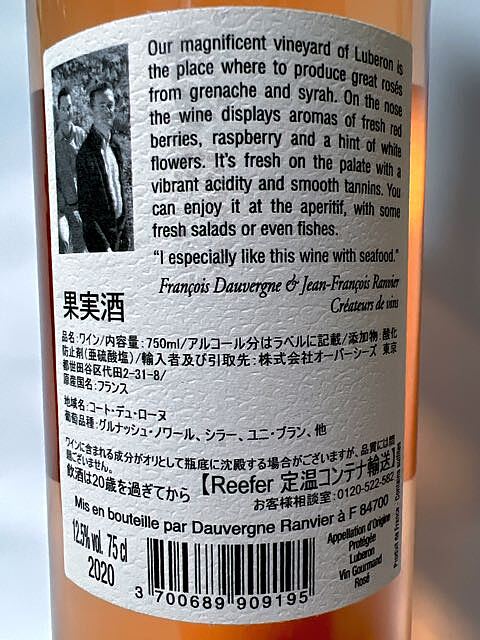 Our magnificent vineyard of Luberon is
the place where to produce great rosés
from grenache and syrah. On the nose
the wine displays aromas of fresh red
berries, raspberry and a hint of white
flowers. It's fresh on the palate with a
vibrant acidity and smooth tannins. You
can enjoy it at the aperitif, with some
fresh salads or even fishes.
"I especially like this wine with seafood."
François Dauvergne & Jean-François Ranvier
Créateurs de vins
果実酒
品名:ワイン/内容量:750ml/アルコール分はラベルに記載/添加物:酸化
防止剤(亜硫酸塩)/輸入者及び引取先:株式会社オーバーシーズ 東京
都世田谷区代田2-31-8/
原産国名:フランス
地域名:コート・デュ・ローヌ
葡萄品種:グルナッシュ・ノワール、シラー、ユニ・ブラン、他
ワインに含まれる成分がオリとして瓶底に沈殿する場合がございますが、品質には問
題ございません。
飲酒は20歳を過ぎてから 【Reefer 定温コンテナ輸送】
お客様相談室:0120-522-582
Mis en bouteille par Dauvergne Ranvier à F 84700
12.5% vol. 75 cl
2020
3 700689 909195
Appellation d'Origine
Protégée
Luberon
Vin Gourmand
Rosé
Produit de France - Contains sulfites